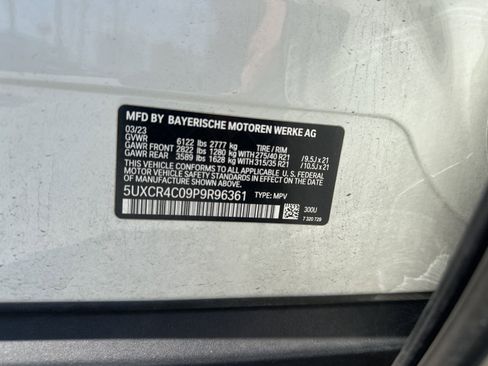 MFD BY BAYERISCHE MOTOREN WERKE AG
03/23
GVWR 6122 lbs 2777 kg TIRE / RIM
GAWR FRONT 2822 lbs 1280 kg WITH 275/40 R21 / 9.5J x 21
GAWR REAR 3589 lbs 1628 kg WITH 315/35 R21 / 10.5J x 21
THIS VEHICLE CONFORMS TO ALL APPLICABLE U.S. FEDERAL
MOTOR VEHICLE SAFETY STANDARDS IN EFFECT ON THE DATE OF
MANUFACTURE SHOWN ABOVE.
5UXCR4C09P9R96361 TYPE: MPV
300U
7 320 729